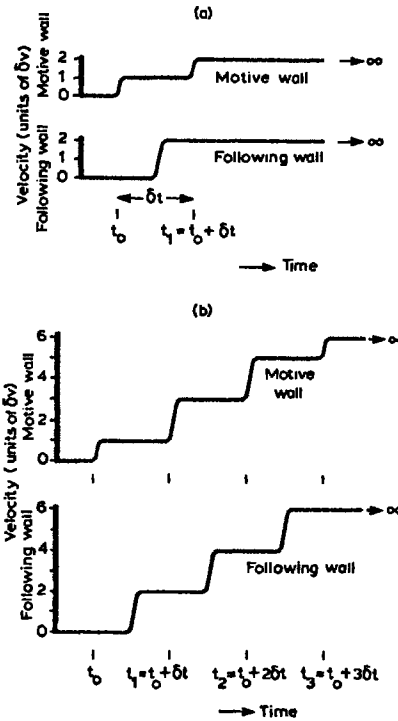 (a)
Velocity (units of δv)
Motive wall
2
1
0
Motive wall
→∞
Following wall
2
1
0
Following wall
→∞
←δt→
t₀
t₁=t₀+δt
→ Time
(b)
Velocity (units of δv)
Motive wall
6
4
2
0
Motive
wall
→∞
Following wall
6
4
2
0
Following wall
→∞
t₀
t₁=t₀+δt
t₂=t₀+2δt
t₃=t₀+3δt
→ Time